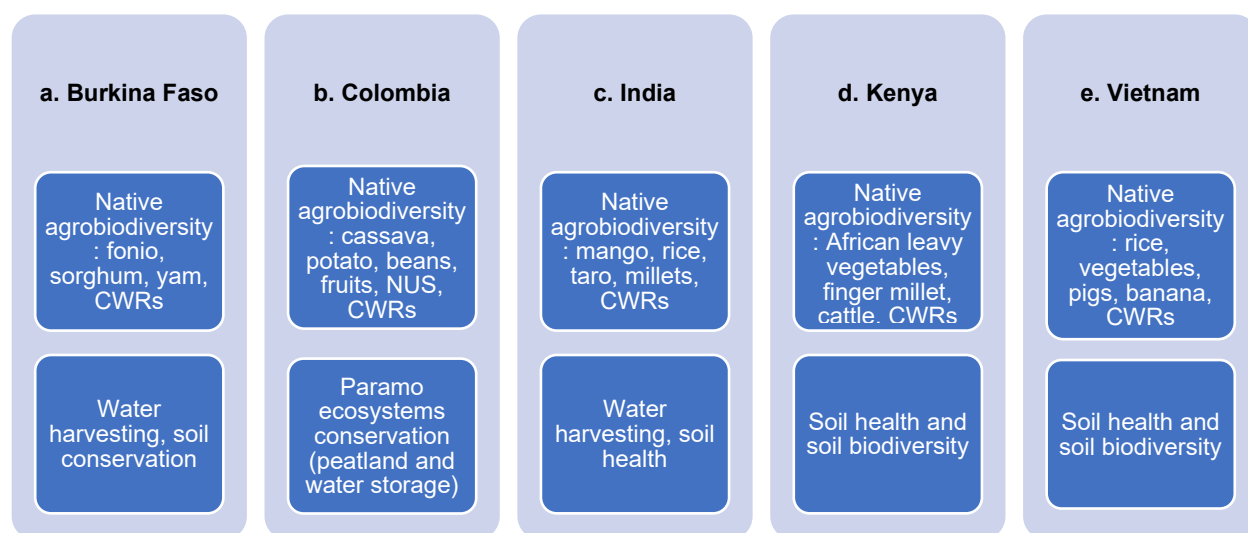 a. Burkina Faso
Native
agrobiodiversity
: fonio,
sorghum, yam,
CWRs
Water
harvesting, soil
conservation
b. Colombia
Native
agrobiodiversity
: cassava,
potato, beans,
fruits, NUS,
CWRs
Paramo
ecosystems
conservation
(peatland and
water storage)
c. India
Native
agrobiodiversity
: mango, rice,
taro, millets,
CWRs
Water
harvesting, soil
health
d. Kenya
Native
agrobiodiversity
: African leavy
vegetables,
finger millet,
cattle, CWRs
Soil health and
soil biodiversity
e. Vietnam
Native
agrobiodiversity
: rice,
vegetables,
pigs, banana,
CWRs
Soil health and
soil biodiversity